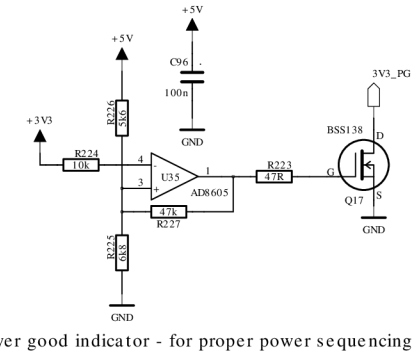 +5V
+5V
C96
100n
GND
3V3_PG
+3V3
R226
5k6
BSS138
D
R224
10k
4
-
3
+
U35
1
AD8605
R223
47R
G
Q17
S
47k
R227
R225
6k8
GND
GND
wer good indicator - for proper power sequencing